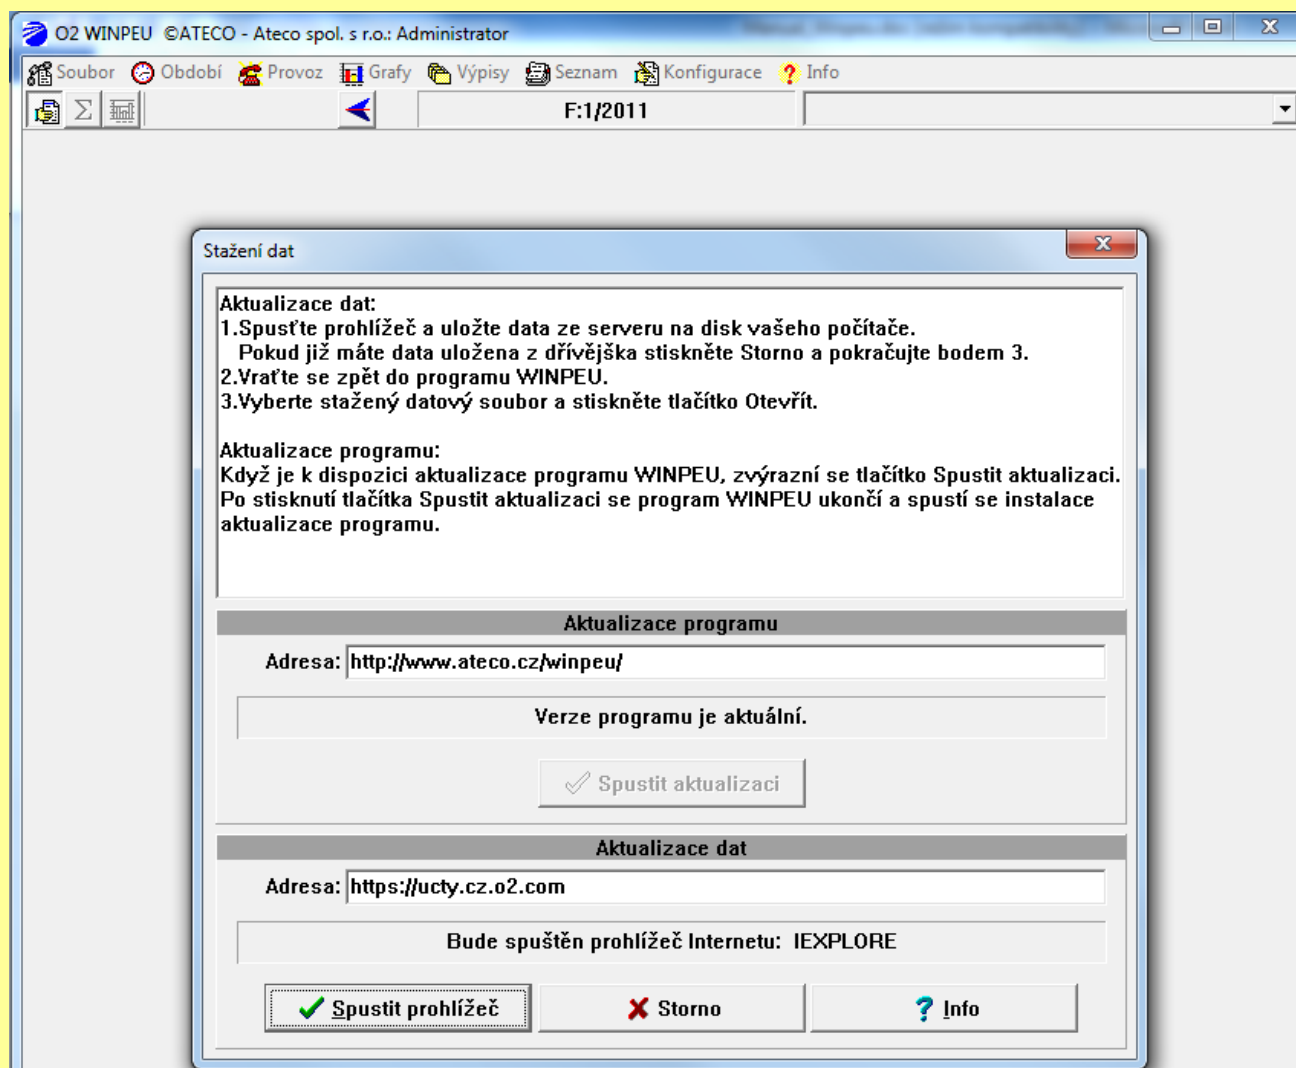 O2 WINPEU ©ATECO - Ateco spol. s r.o.: Administrator
Soubor Období Provoz Grafy Výpisy Seznam Konfigurace ? Info
Σ F:1/2011
Stažení dat
Aktualizace dat:
1.Spusťte prohlížeč a uložte data ze serveru na disk vašeho počítače.
Pokud již máte data uložena z dřívějška stiskněte Storno a pokračujte bodem 3.
2.Vraťte se zpět do programu WINPEU.
3.Vyberte stažený datový soubor a stiskněte tlačítko Otevřít.
Aktualizace programu:
Když je k dispozici aktualizace programu WINPEU, zvýrazní se tlačítko Spustit aktualizaci.
Po stisknutí tlačítka Spustit aktualizaci se program WINPEU ukončí a spustí se instalace
aktualizace programu.
Aktualizace programu
Adresa: http://www.ateco.cz/winpeu/
Verze programu je aktuální.
Spustit aktualizaci
Aktualizace dat
Adresa: https://ucty.cz.o2.com
Bude spuštěn prohlížeč Internetu: IEXPLORE
Spustit prohlížeč Storno ? Info